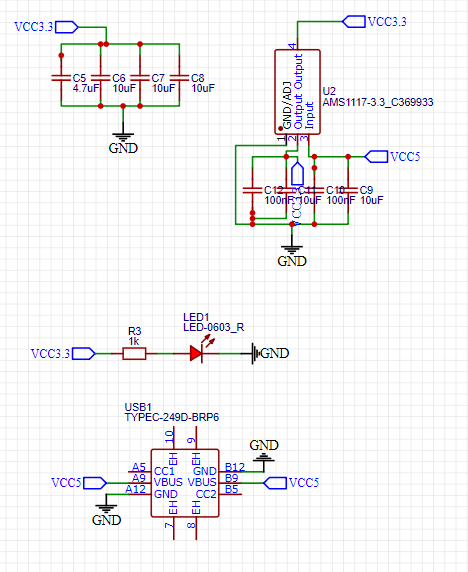 VCC3.3
C5
4.7uF
C6
10uF
C7
10uF
C8
10uF
GND
VCC3.3
4
GND/ADJ
Output
Output
Input
1
2
3
U2
AMS1117-3.3_C369933
VCC5
C12
100nF
C11
10uF
C10
100nF
C9
10uF
VCC3.3
GND
VCC3.3
R3
1k
LED1
LED-0603_R
GND
USB1
TYPEC-249D-BRP6
10
9
EH
EH
A5
CC1
A9
VBUS
A12
GND
GND
B12
VBUS
B9
CC2
B5
EH
EH
7
8
VCC5
GND
GND
VCC5